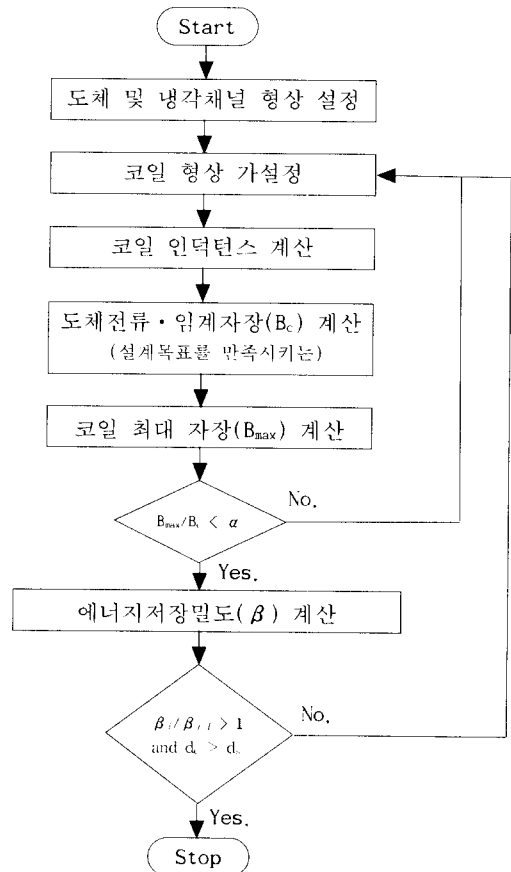 Start
도체 및 냉각채널 형상 설정
코일 형상 가설정
코일 인덕턴스 계산
도체전류·임계자장(Bc) 계산
(설계목표를 만족시키는)
코일 최대 자장(Bmax) 계산
No.
Bmax/Bc < α
Yes.
에너지저장밀도(β) 계산
No.
> 1
and
Yes.
Stop